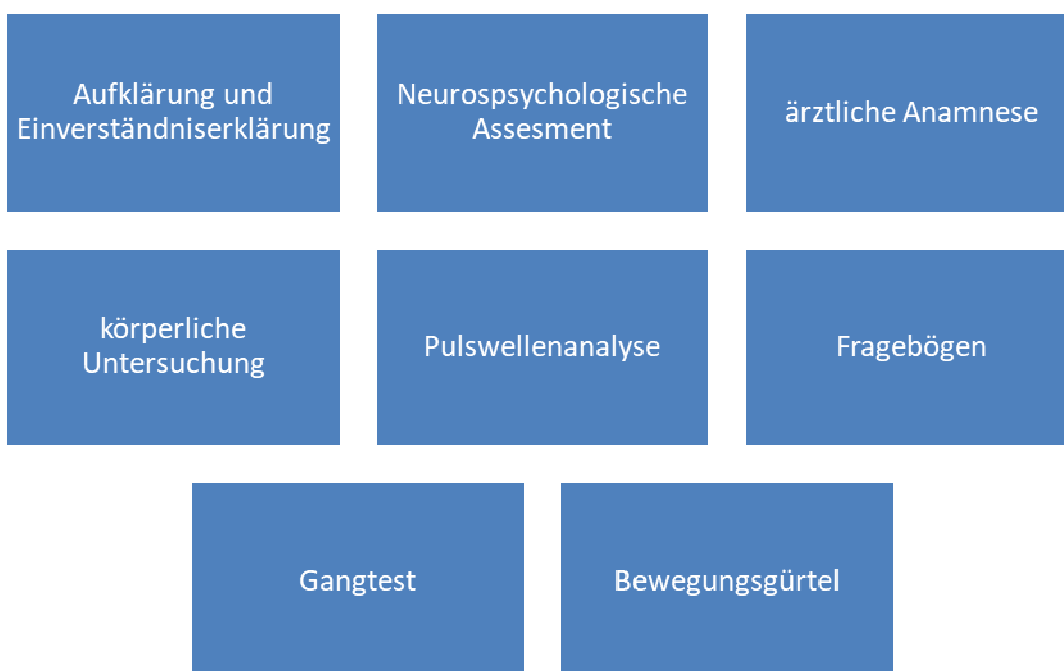 Aufklärung und
Einverständniserklärung
Neurospsychologische
Assesment
ärztliche Anamnese
körperliche
Untersuchung
Pulswellenanalyse
Fragebögen
Gangtest
Bewegungsgürtel